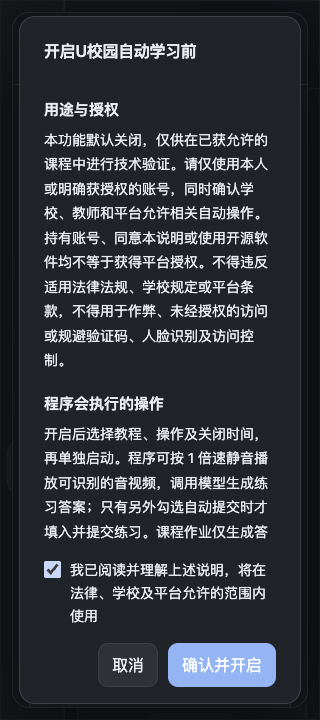 开启U校园自动学习前
用途与授权
本功能默认关闭，仅供在已获允许的
课程中进行技术验证。请仅使用本人
或明确获授权的账号，同时确认学
校、教师和平台允许相关自动操作。
持有账号、同意本说明或使用开源软
件均不等于获得平台授权。不得违反
适用法律法规、学校规定或平台条
款，不得用于作弊、未经授权的访问
或规避验证码、人脸识别及访问控
制。
程序会执行的操作
开启后选择教程、操作及关闭时间，
再单独启动。程序可按 1 倍速静音播
放可识别的音视频，调用模型生成练
习答案；只有另外勾选自动提交时才
填入并提交练习。课程作业仅生成答
我已阅读并理解上述说明，将在
法律、学校及平台允许的范围内
使用
取消
确认并开启